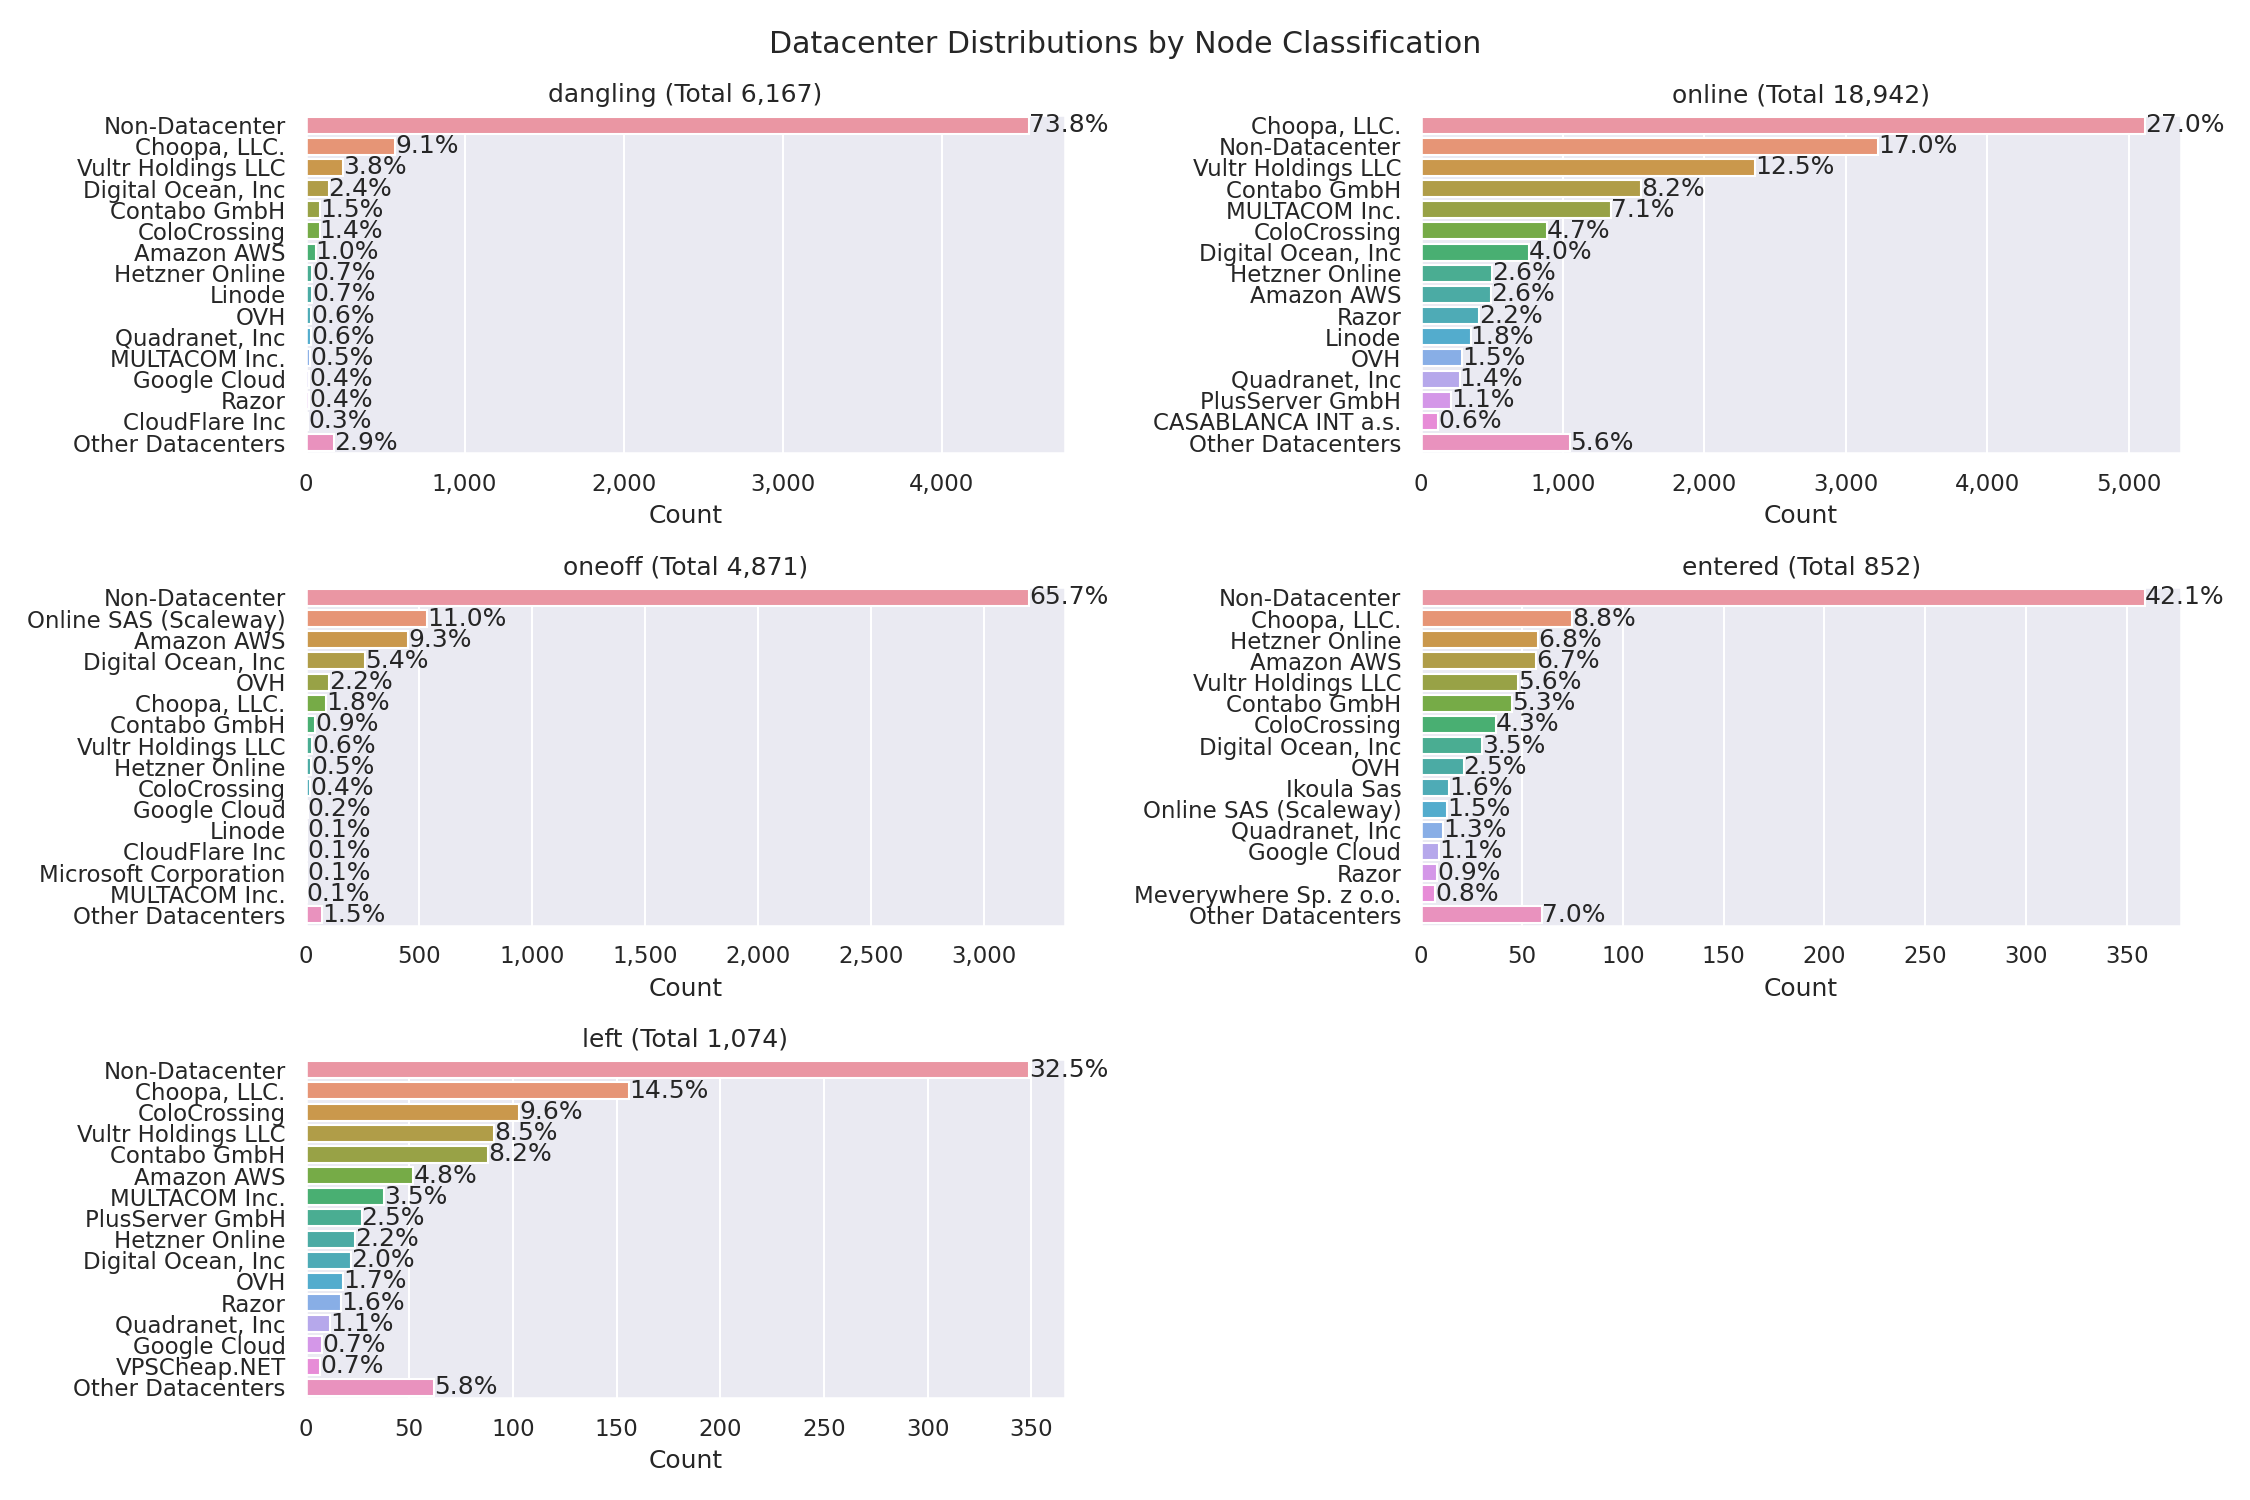 Datacenter Distributions by Node Classification
dangling (Total 6,167)
Non-Datacenter 73.8%
Choopa, LLC. 9.1%
Vultr Holdings LLC 3.8%
Digital Ocean, Inc 2.4%
Contabo GmbH 1.5%
ColoCrossing 1.4%
Amazon AWS 1.0%
Hetzner Online 0.7%
Linode 0.7%
OVH 0.6%
Quadranet, Inc 0.6%
MULTACOM Inc. 0.5%
Google Cloud 0.4%
Razor 0.4%
CloudFlare Inc 0.3%
Other Datacenters 2.9%
0 1,000 2,000 3,000 4,000
Count
online (Total 18,942)
Choopa, LLC. 27.0%
Non-Datacenter 17.0%
Vultr Holdings LLC 12.5%
Contabo GmbH 8.2%
MULTACOM Inc. 7.1%
ColoCrossing 4.7%
Digital Ocean, Inc 4.0%
Hetzner Online 2.6%
Amazon AWS 2.6%
Razor 2.2%
Linode 1.8%
OVH 1.5%
Quadranet, Inc 1.4%
PlusServer GmbH 1.1%
CASABLANCA INT a.s. 0.6%
Other Datacenters 5.6%
0 1,000 2,000 3,000 4,000 5,000
Count
oneoff (Total 4,871)
Non-Datacenter 65.7%
Online SAS (Scaleway) 11.0%
Amazon AWS 9.3%
Digital Ocean, Inc 5.4%
OVH 2.2%
Choopa, LLC. 1.8%
Contabo GmbH 0.9%
Vultr Holdings LLC 0.6%
Hetzner Online 0.5%
ColoCrossing 0.4%
Google Cloud 0.2%
Linode 0.1%
CloudFlare Inc 0.1%
Microsoft Corporation 0.1%
MULTACOM Inc. 0.1%
Other Datacenters 1.5%
0 500 1,000 1,500 2,000 2,500 3,000
Count
entered (Total 852)
Non-Datacenter 42.1%
Choopa, LLC. 8.8%
Hetzner Online 6.8%
Amazon AWS 6.7%
Vultr Holdings LLC 5.6%
Contabo GmbH 5.3%
ColoCrossing 4.3%
Digital Ocean, Inc 3.5%
OVH 2.5%
Ikoula Sas 1.6%
Online SAS (Scaleway) 1.5%
Quadranet, Inc 1.3%
Google Cloud 1.1%
Razor 0.9%
Meverywhere Sp. z o.o. 0.8%
Other Datacenters 7.0%
0 50 100 150 200 250 300 350
Count
left (Total 1,074)
Non-Datacenter 32.5%
Choopa, LLC. 14.5%
ColoCrossing 9.6%
Vultr Holdings LLC 8.5%
Contabo GmbH 8.2%
Amazon AWS 4.8%
MULTACOM Inc. 3.5%
PlusServer GmbH 2.5%
Hetzner Online 2.2%
Digital Ocean, Inc 2.0%
OVH 1.7%
Razor 1.6%
Quadranet, Inc 1.1%
Google Cloud 0.7%
VPSCheap.NET 0.7%
Other Datacenters 5.8%
0 50 100 150 200 250 300 350
Count